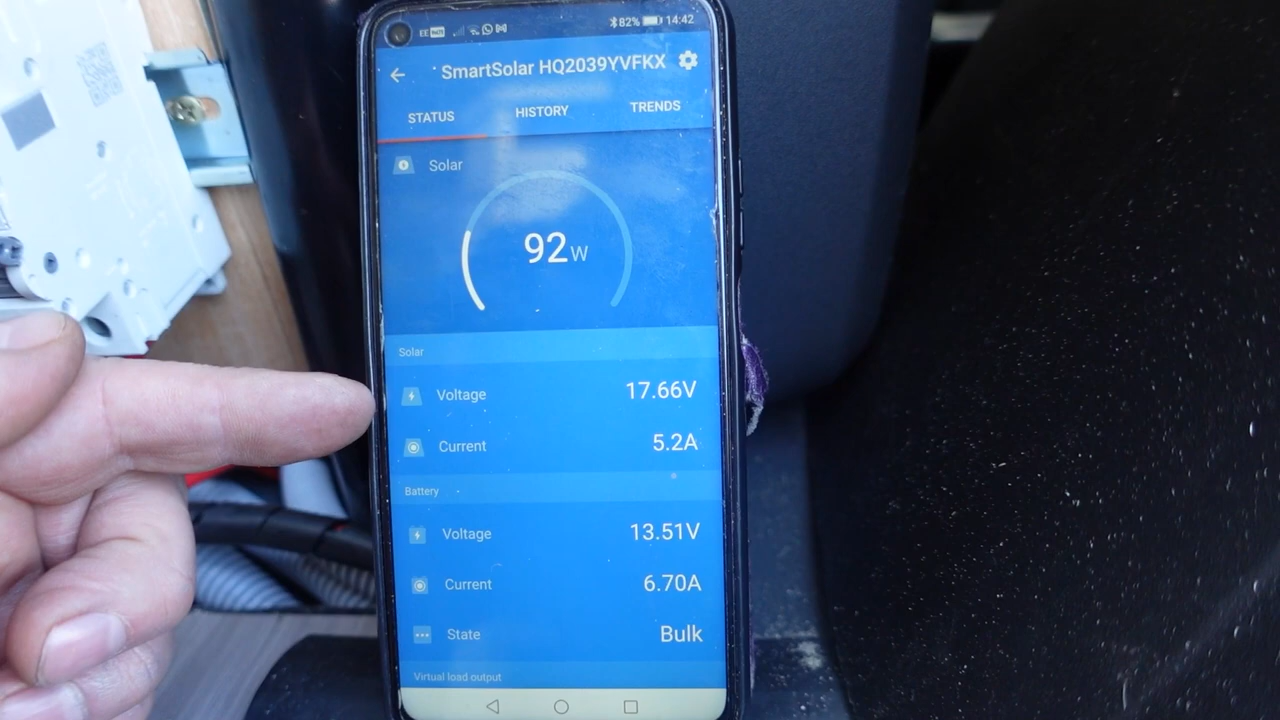 EE 82% 14:42
SmartSolar HQ2039YVFKX
STATUS HISTORY TRENDS
Solar
92W
Solar
Voltage 17.66V
Current 5.2A
Battery
Voltage 13.51V
Current 6.70A
State Bulk
Virtual load output